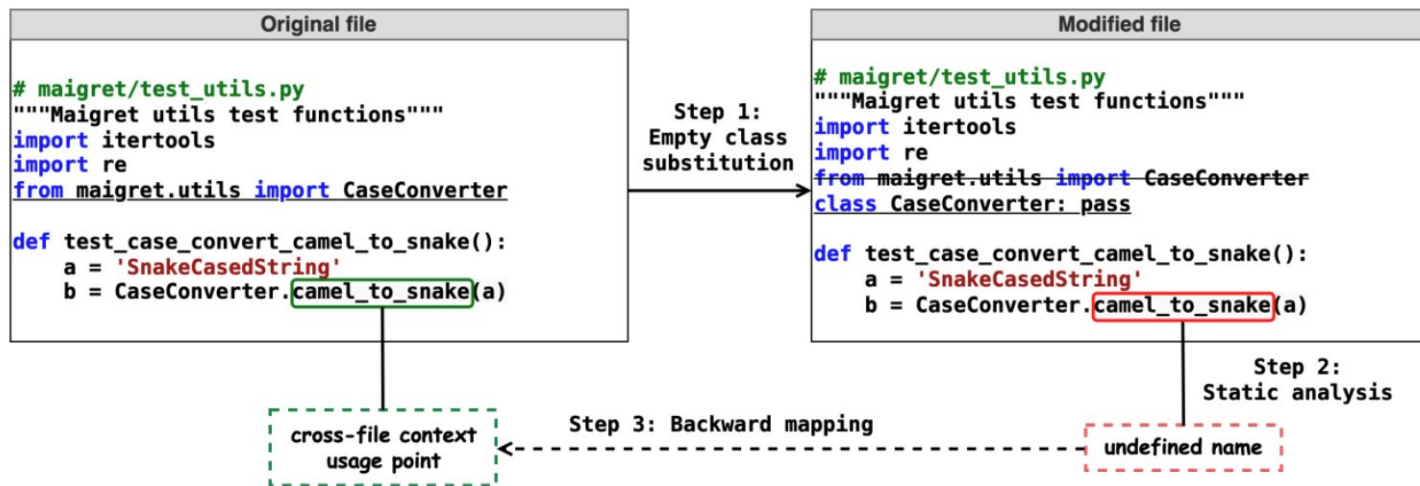 Original file
# maigret/test_utils.py
"""Maigret utils test functions"""
import itertools
import re
from maigret.utils import CaseConverter
def test_case_convert_camel_to_snake():
a = 'SnakeCasedString'
b = CaseConverter.camel_to_snake(a)
Step 1:
Empty class
substitution
Modified file
# maigret/test_utils.py
"""Maigret utils test functions"""
import itertools
import re
from maigret.utils import CaseConverter
class CaseConverter: pass
def test_case_convert_camel_to_snake():
a = 'SnakeCasedString'
b = CaseConverter.camel_to_snake(a)
Step 2:
Static analysis
undefined name
Step 3: Backward mapping
cross-file context
usage point